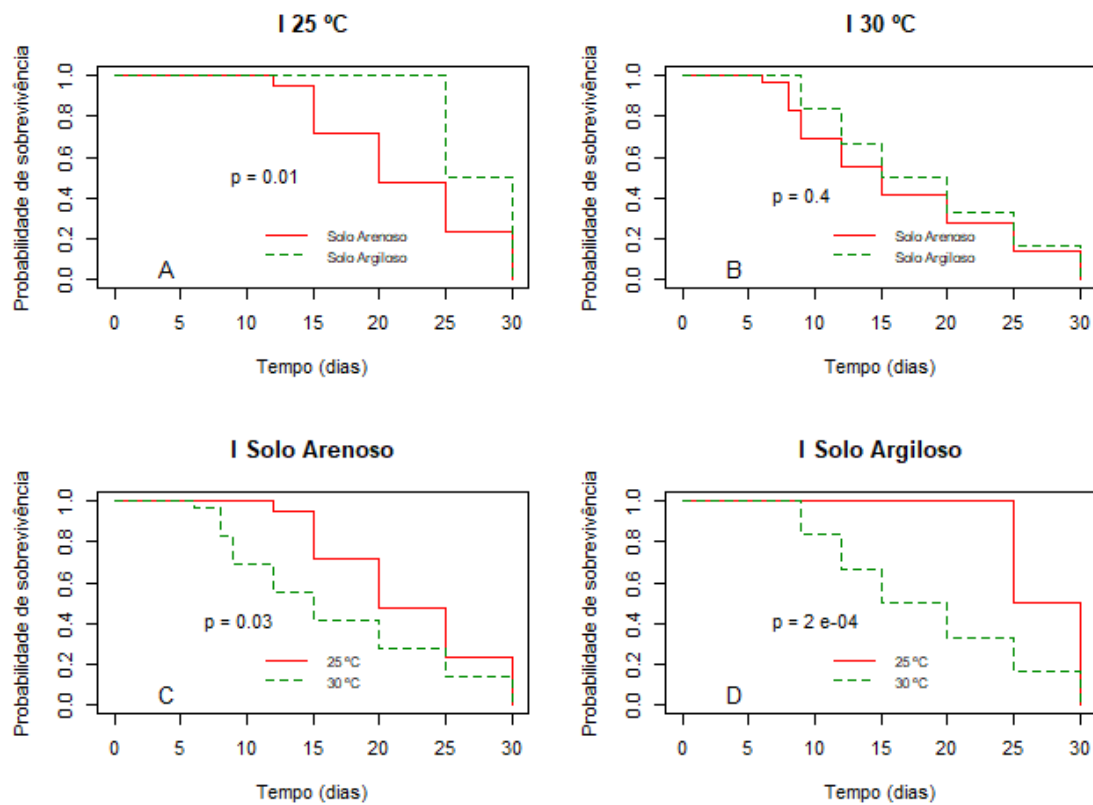 I 25 ºC
Probabilidade de sobrevivência
1.0
0.8
0.6
0.4
0.2
0.0
p = 0.01
Solo Arenoso
Solo Argiloso
A
0 5 10 15 20 25 30
Tempo (dias)
I 30 ºC
Probabilidade de sobrevivência
1.0
0.8
0.6
0.4
0.2
0.0
p = 0.4
Solo Arenoso
Solo Argiloso
B
0 5 10 15 20 25 30
Tempo (dias)
I Solo Arenoso
Probabilidade de sobrevivência
1.0
0.8
0.6
0.4
0.2
0.0
p = 0.03
25 ºC
30 ºC
C
0 5 10 15 20 25 30
Tempo (dias)
I Solo Argiloso
Probabilidade de sobrevivência
1.0
0.8
0.6
0.4
0.2
0.0
p = 2 e-04
25 ºC
30 ºC
D
0 5 10 15 20 25 30
Tempo (dias)